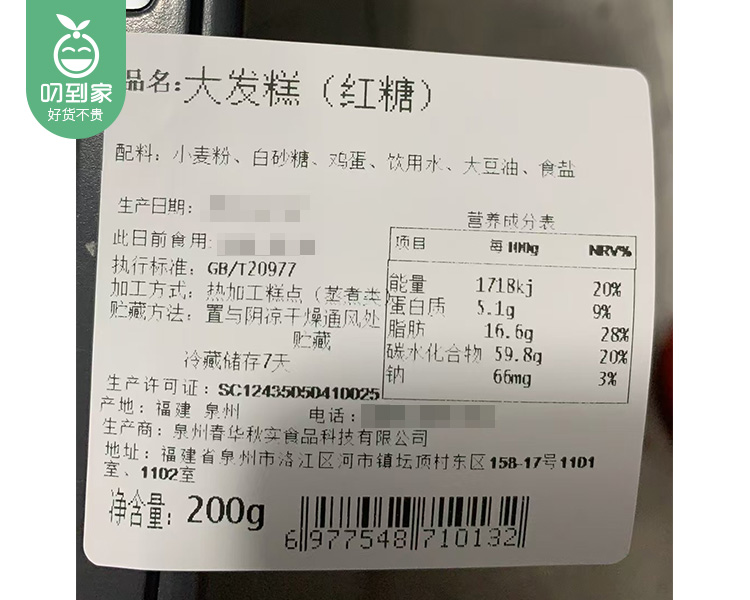 叨到家
好货不贵
品名:大发糕（红糖）
配料：小麦粉、白砂糖、鸡蛋、饮用水、大豆油、食盐
生产日期：
此日前食用：
执行标准：GB/T20977
加工方式：热加工糕点（蒸煮类）
贮藏方法：置与阴凉干燥通风处
贮藏
冷藏储存7天
营养成分表
项目 每100g NRV%
能量 1718kj 20%
蛋白质 5.1g 9%
脂肪 16.6g 28%
碳水化合物 59.8g 20%
钠 66mg 3%
生产许可证：SC12435050410025
产地：福建 泉州 电话：
生产商：泉州春华秋实食品科技有限公司
地址：福建省泉州市洛江区河市镇坛顶村东区158-17号1101
室、1102室
净含量：200g
6977548710132